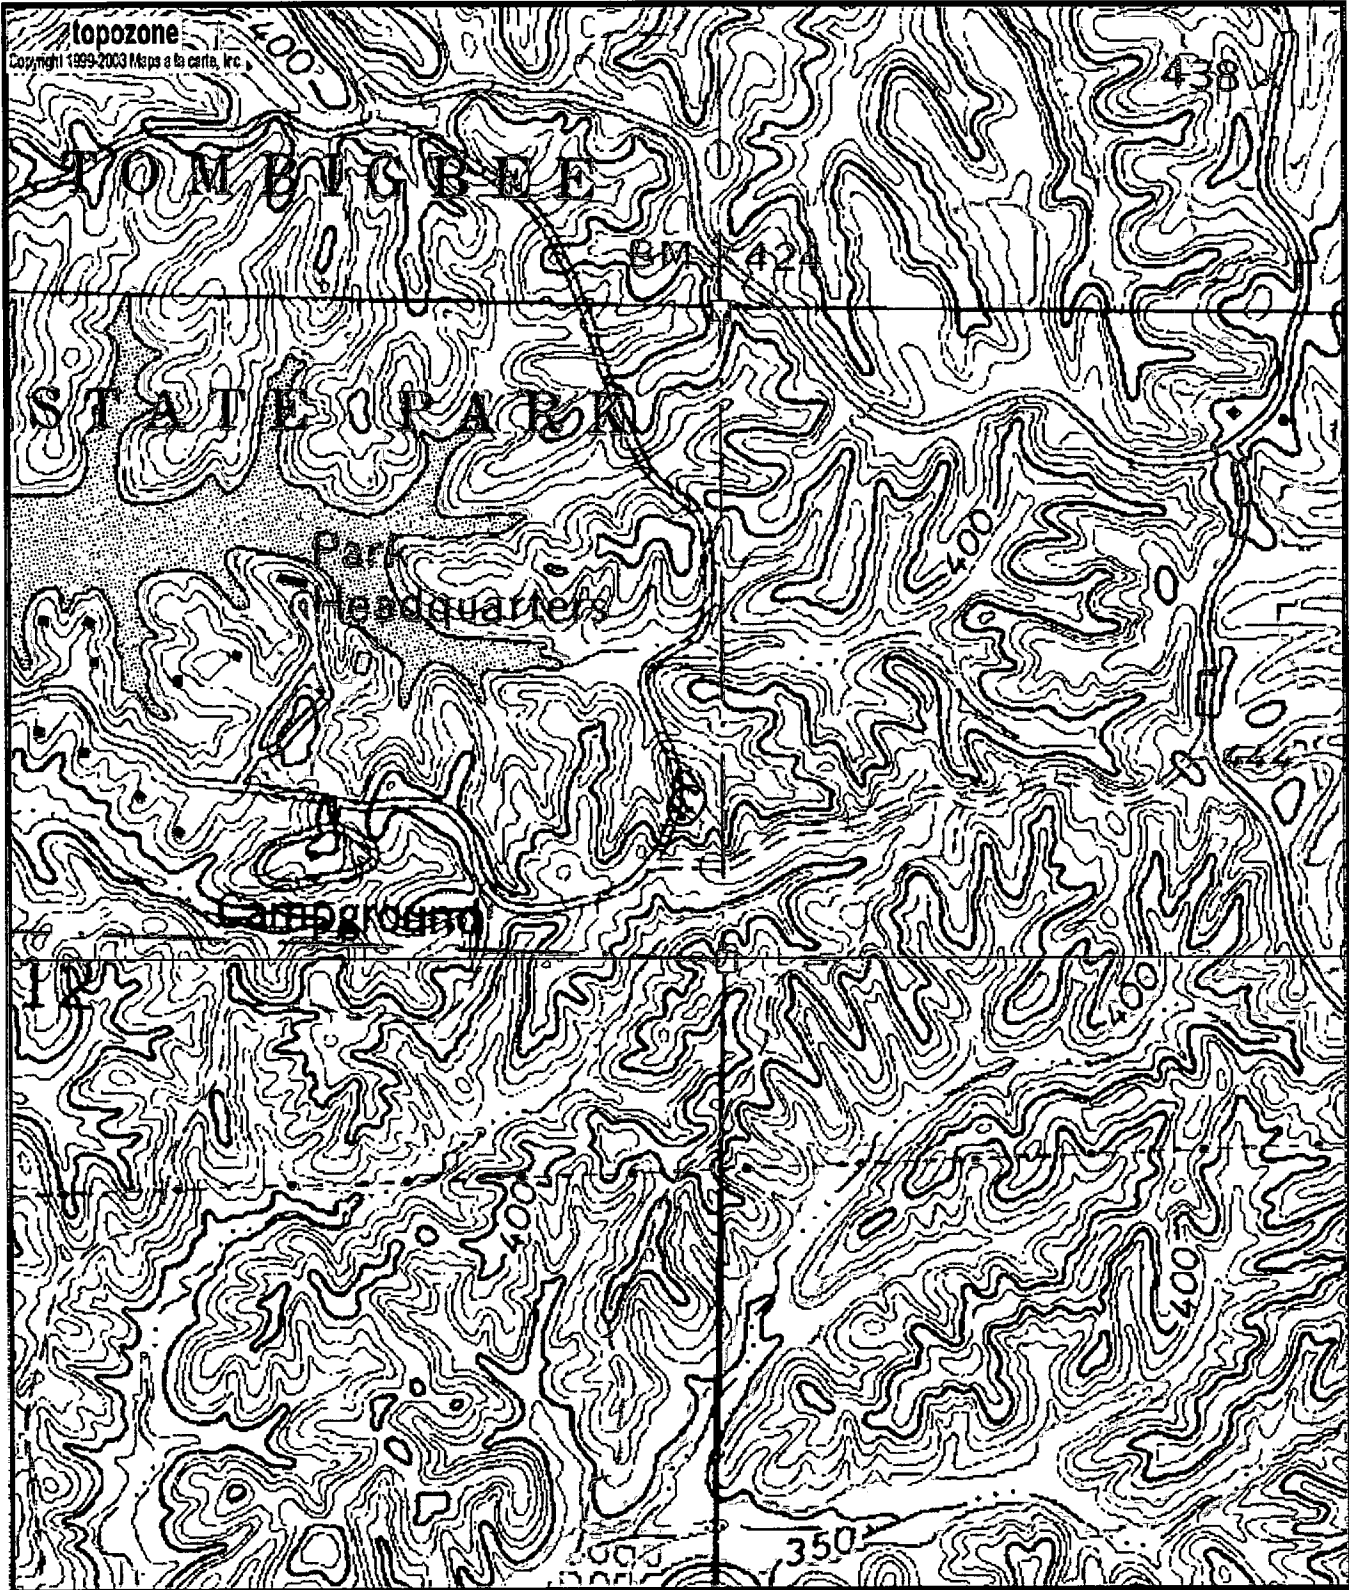 topozone
Copyright 1999-2003 Maps a la carte, Inc.
400
438
TOMBIGBEE
BM 424
STATE PARK
400
Park
Headquarters
Campground
12
400
400
400
350